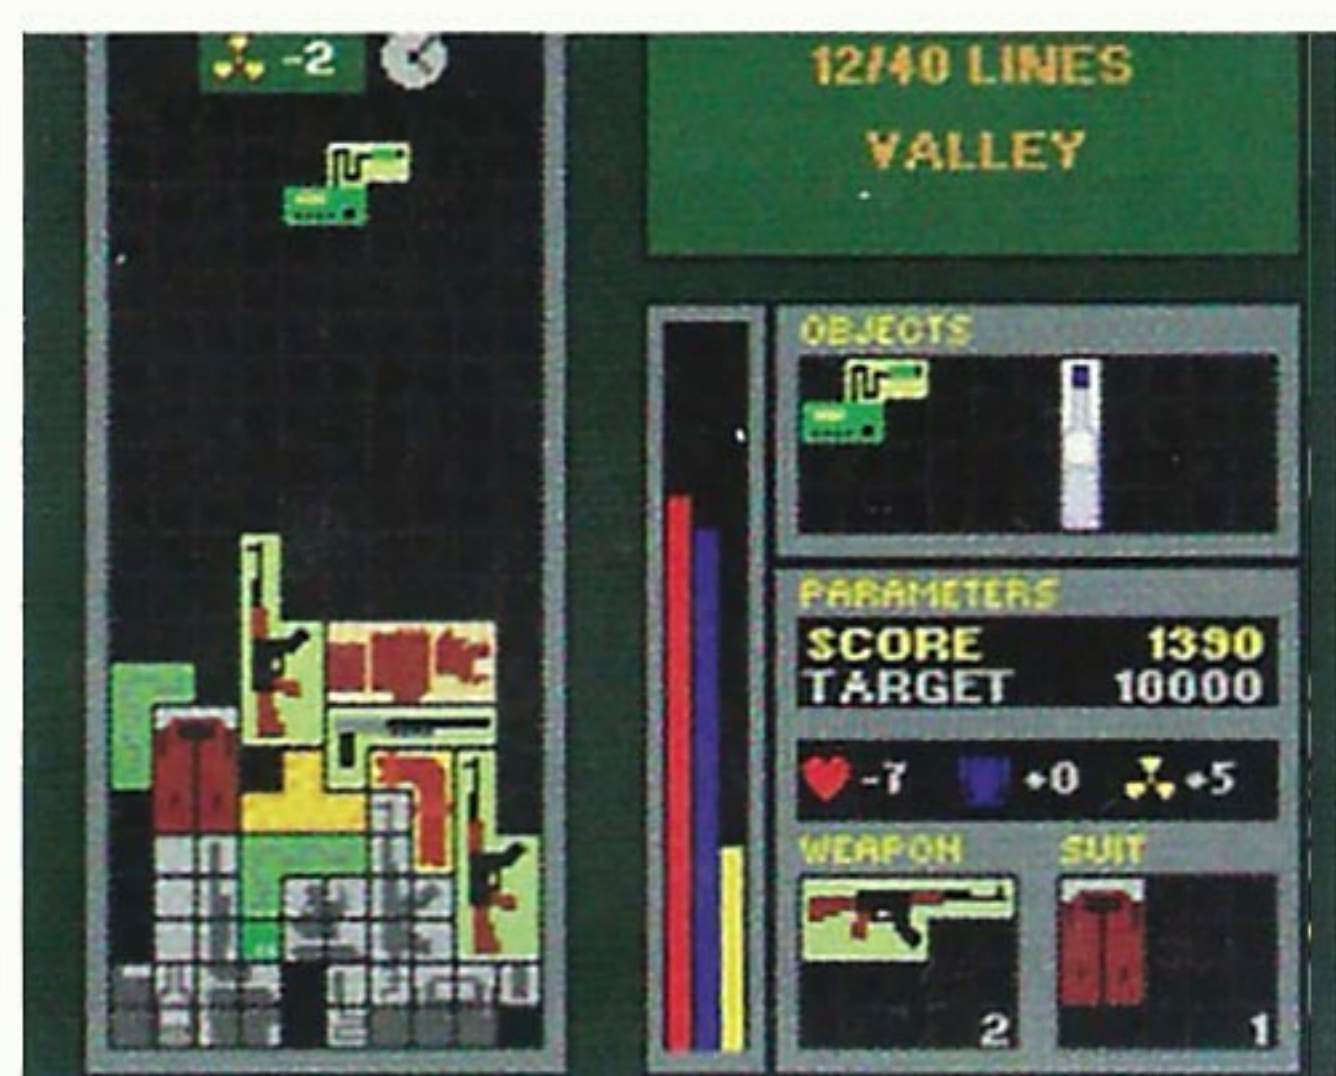 -2
12/40 LINES
VALLEY
OBJECTS
PARAMETERS
SCORE 1390
TARGET 10000
-7 +0 +5
WEAPON SUIT
2 1